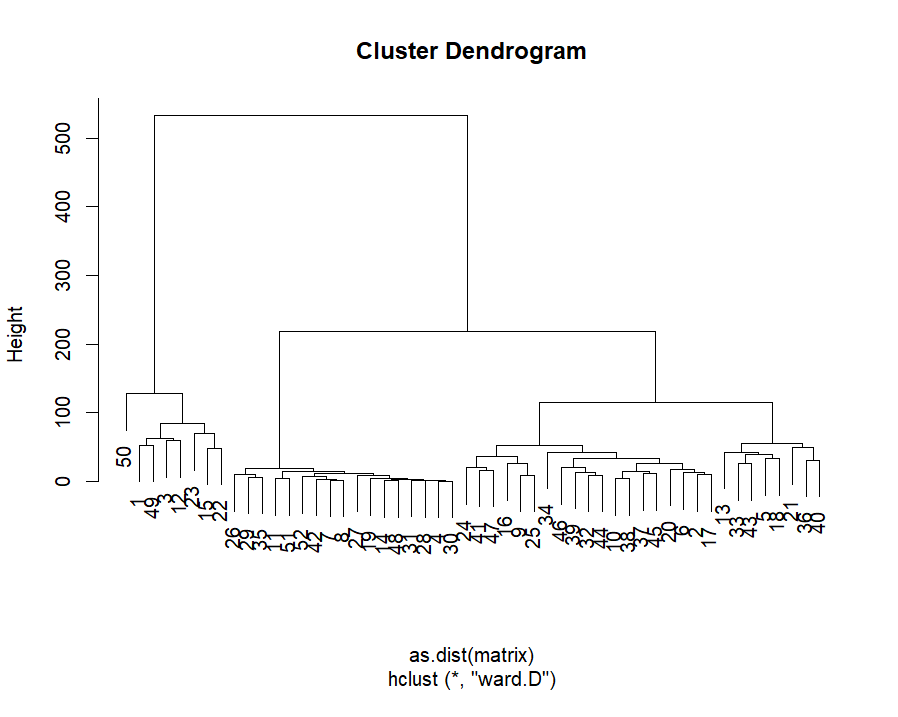 Cluster Dendrogram
Height
0 100 200 300 400 500
50 1 49 3 12 23 15 22 26 29 35 11 51 52 42 7 8 27 19 14 48 31 28 4 30 24 41 47 16 9 25 34 46 39 32 44 10 38 37 45 20 6 2 17 13 33 43 5 18 21 36 40
as.dist(matrix)
hclust (*, "ward.D")